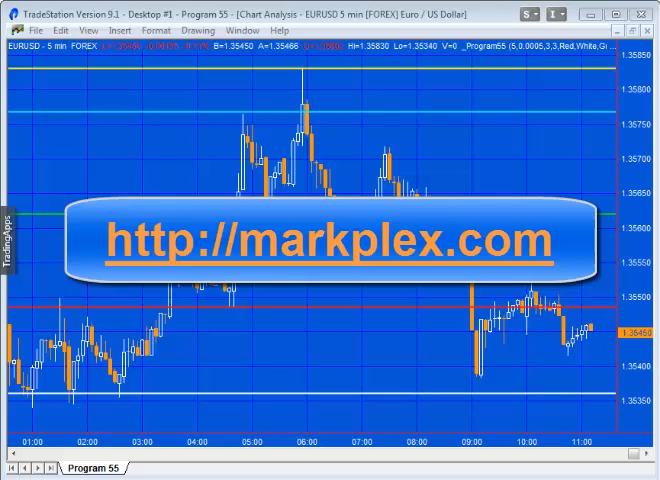 TradeStation Version 9.1 - Desktop #1 - Program 55 - [Chart Analysis - EURUSD 5 min [FOREX] Euro / US Dollar]
S
I
File Edit View Insert Format Drawing Window Help
EURUSD - 5 min FOREX B=1.35450 A=1.35466 Hi=1.35830 Lo=1.35340 V=0 _Program55 (5,0.0005,3,3,Red,White,Gr
1.35850
1.35800
1.35750
1.35700
1.35650
1.35600
1.35550
1.35500
1.35450
1.35400
1.35350
TradingApps
http://markplex.com
01:00 02:00 03:00 04:00 05:00 06:00 07:00 08:00 09:00 10:00 11:00
Program 55